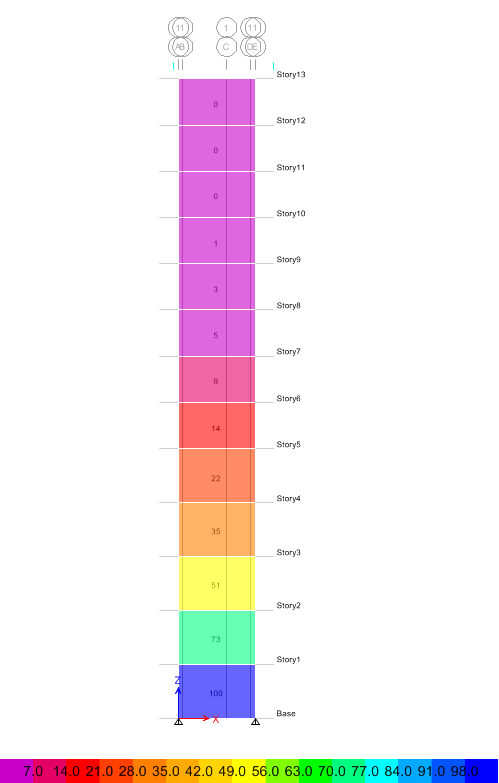 11 1 11
AB C DE
Story13
0
Story12
0
Story11
0
Story10
1
Story9
3
Story8
5
Story7
9
Story6
14
Story5
22
Story4
35
Story3
51
Story2
73
Story1
Z
100
X
Base
7.0 14.0 21.0 28.0 35.0 42.0 49.0 56.0 63.0 70.0 77.0 84.0 91.0 98.0